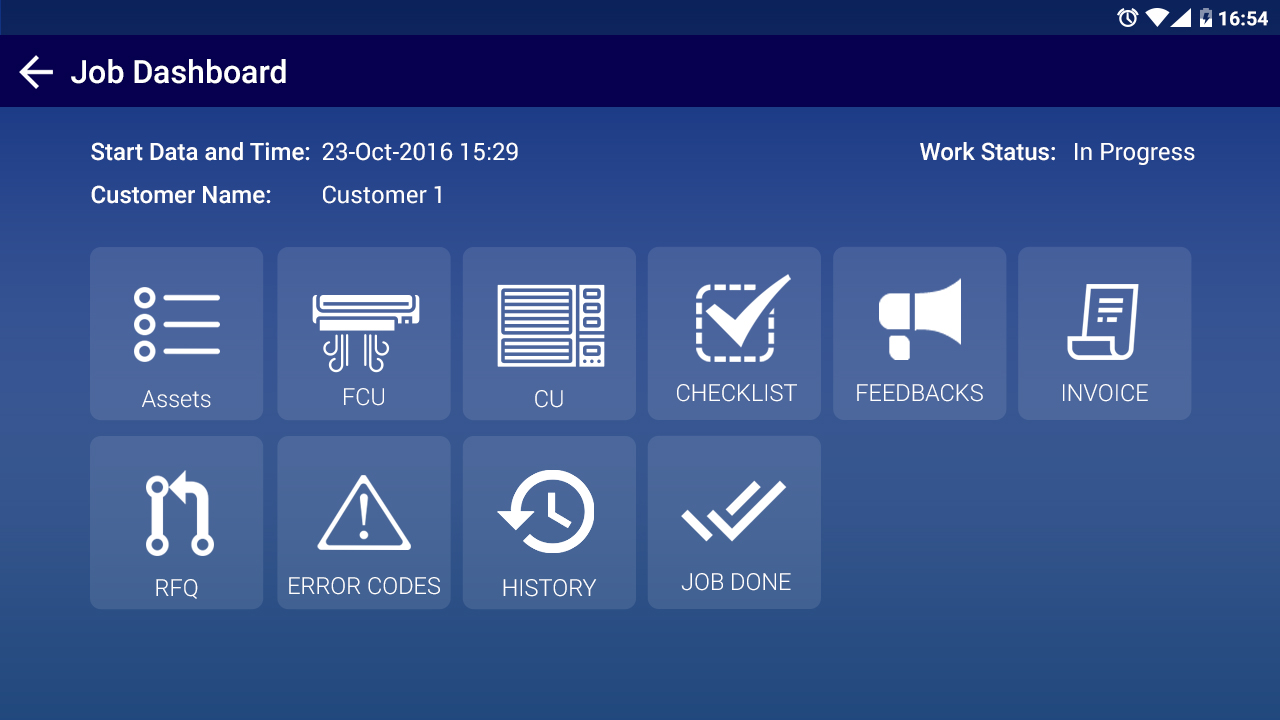 16:54
Job Dashboard
Start Data and Time: 23-Oct-2016 15:29
Work Status: In Progress
Customer Name: Customer 1
Assets
FCU
CU
CHECKLIST
FEEDBACKS
INVOICE
RFQ
ERROR CODES
HISTORY
JOB DONE